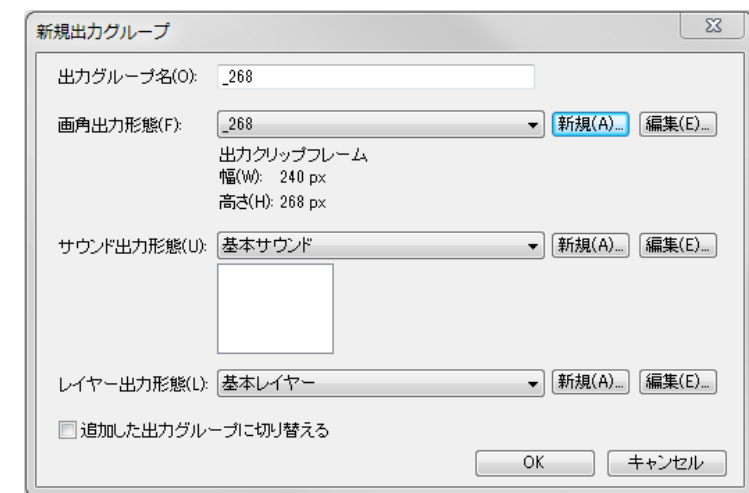 新規出力グループ
出力グループ名(O): _268
画角出力形態(F): _268 新規(A)... 編集(E)...
出力クリップフレーム
幅(W): 240 px
高さ(H): 268 px
サウンド出力形態(U): 基本サウンド 新規(A)... 編集(E)...
レイヤー出力形態(L): 基本レイヤー 新規(A)... 編集(E)...
追加した出力グループに切り替える
OK キャンセル